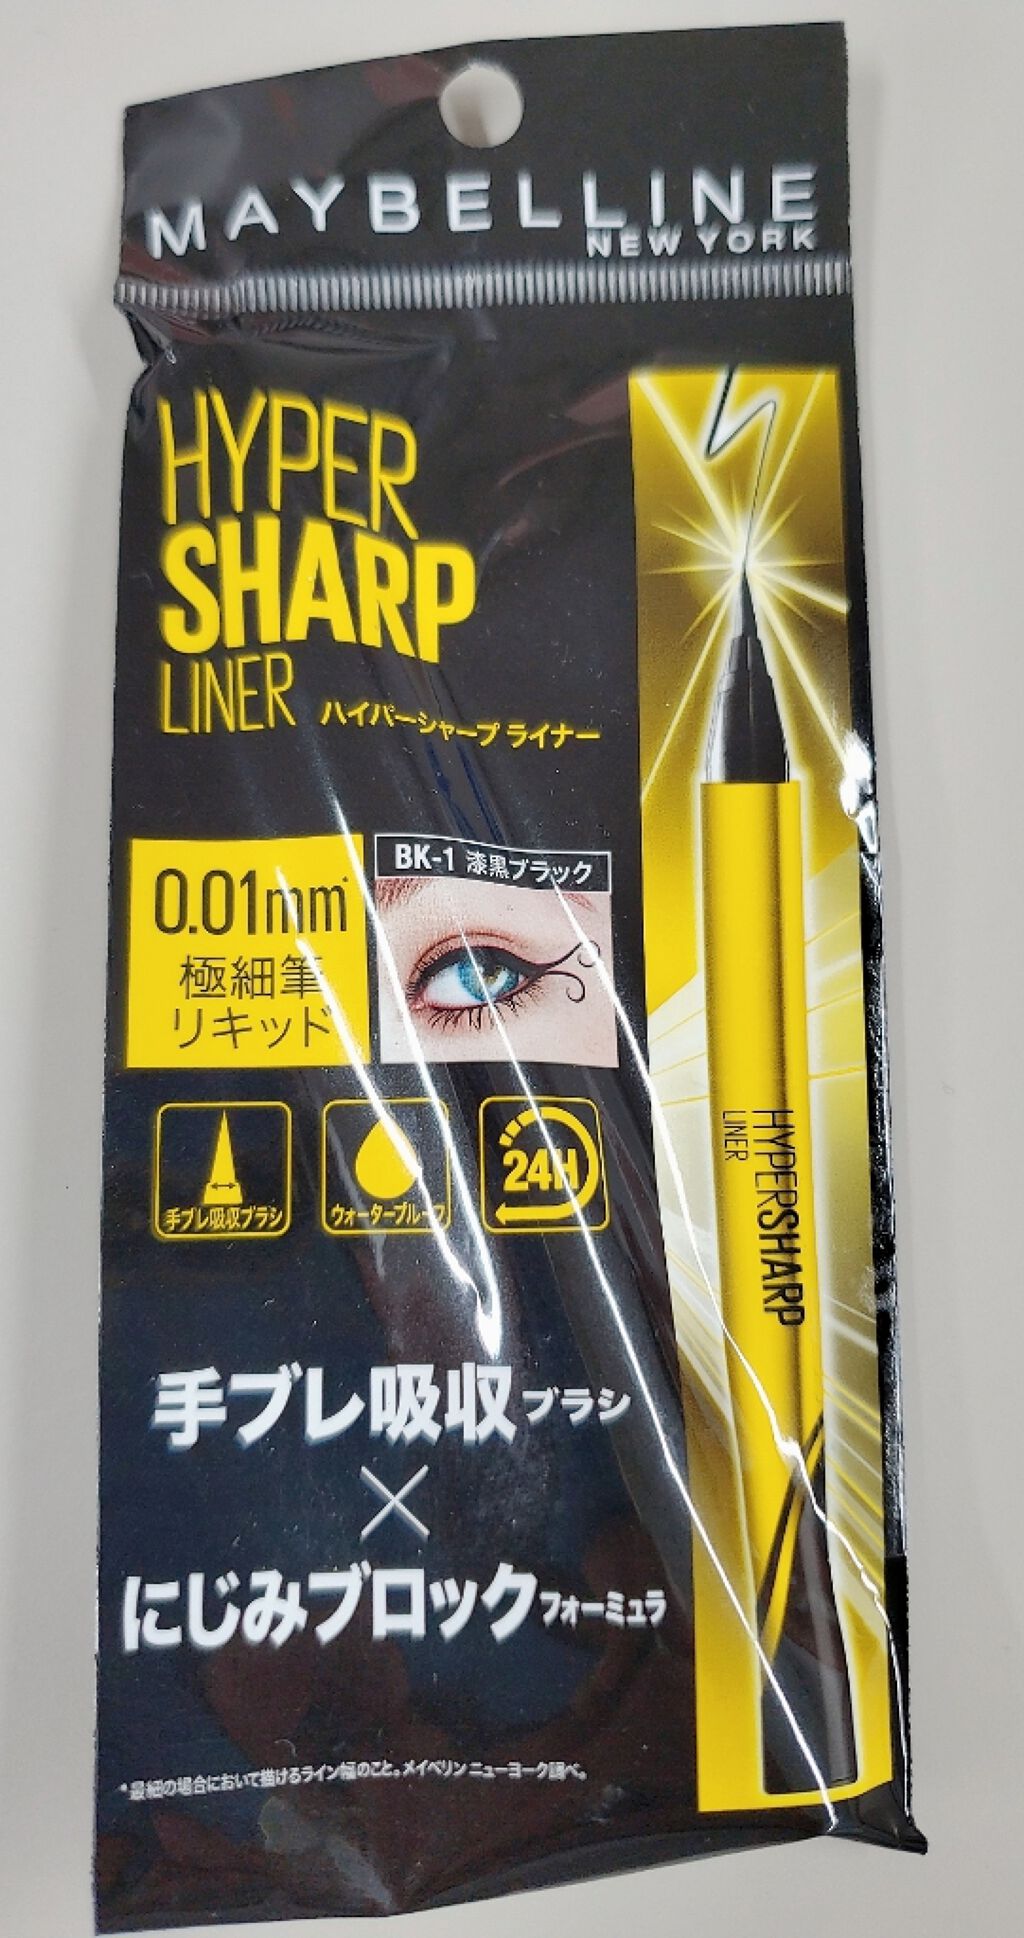 MAYBELLINE
NEW YORK
HYPER
SHARP
LINER ハイパーシャープ ライナー
0.01mm*
極細筆
リキッド
BK-1 漆黒ブラック
手ブレ吸収ブラシ
ウォータープルーフ
24H
HYPERSHARP
LINER
手ブレ吸収ブラシ
×
にじみブロックフォーミュラ
*最細の場合において描けるライン幅のこと。メイベリン ニューヨーク調べ。